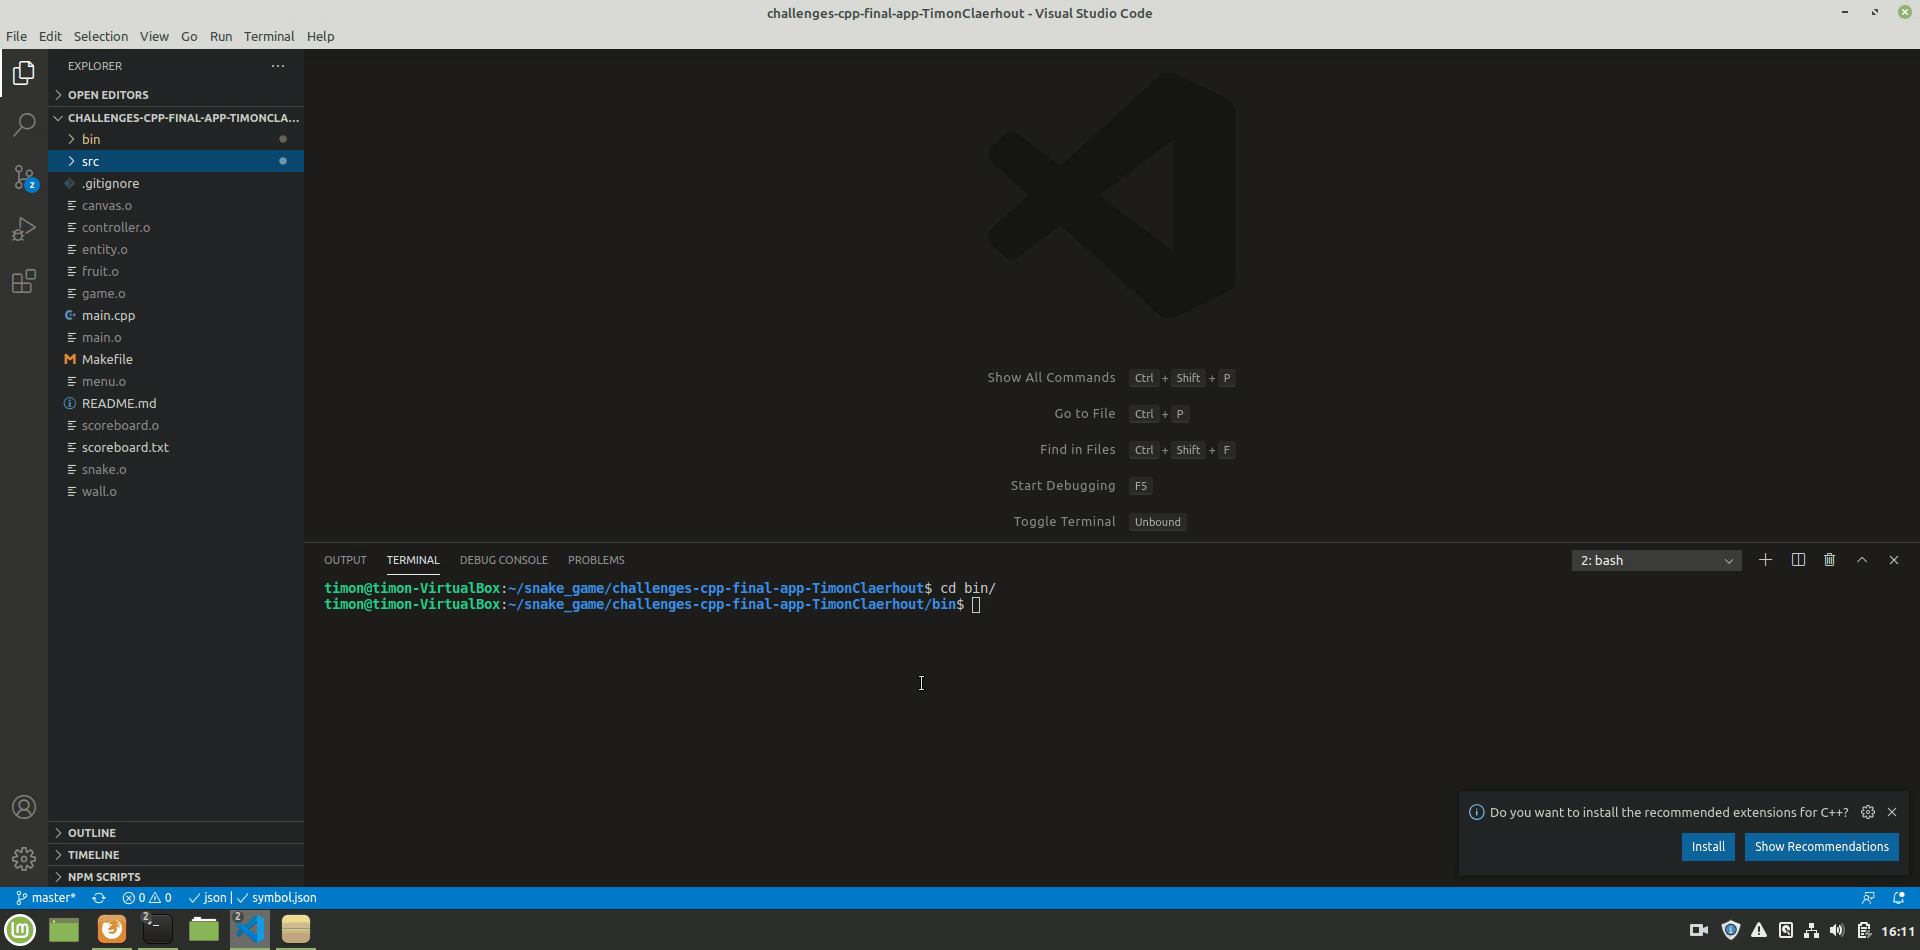 challenges-cpp-final-app-TimonClaerhout - Visual Studio Code
File Edit Selection View Go Run Terminal Help
EXPLORER
OPEN EDITORS
CHALLENGES-CPP-FINAL-APP-TIMONCLA...
bin
src
.gitignore
canvas.o
controller.o
entity.o
fruit.o
game.o
main.cpp
main.o
Makefile
menu.o
README.md
scoreboard.o
scoreboard.txt
snake.o
wall.o
OUTLINE
TIMELINE
NPM SCRIPTS
2
Show All Commands Ctrl + Shift + P
Go to File Ctrl + P
Find in Files Ctrl + Shift + F
Start Debugging F5
Toggle Terminal Unbound
OUTPUT TERMINAL DEBUG CONSOLE PROBLEMS 2: bash
timon@timon-VirtualBox:~/snake_game/challenges-cpp-final-app-TimonClaerhout$ cd bin/
timon@timon-VirtualBox:~/snake_game/challenges-cpp-final-app-TimonClaerhout/bin$
Do you want to install the recommended extensions for C++?
Install Show Recommendations
master* 0 0 json | symbol.json
2 2 16:11